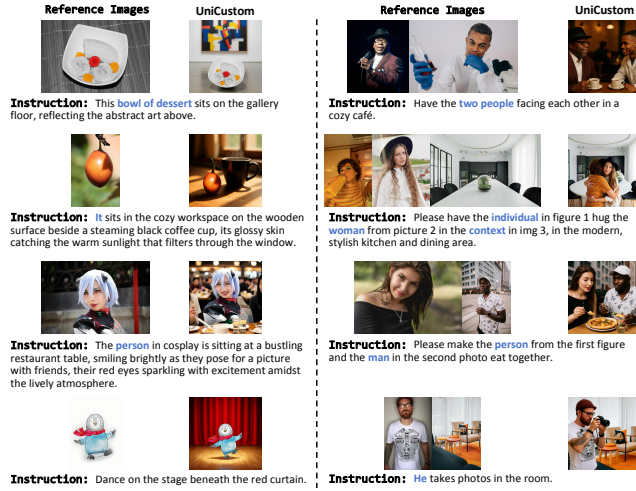 Reference Images
UniCustom
Instruction: This bowl of dessert sits on the gallery
floor, reflecting the abstract art above.
Instruction: It sits in the cozy workspace on the wooden
surface beside a steaming black coffee cup, its glossy skin
catching the warm sunlight that filters through the window.
Instruction: The person in cosplay is sitting at a bustling
restaurant table, smiling brightly as they pose for a picture
with friends, their red eyes sparkling with excitement amidst
the lively atmosphere.
Instruction: Dance on the stage beneath the red curtain.
Reference Images
UniCustom
Instruction: Have the two people facing each other in a
cozy café.
Instruction: Please have the individual in figure 1 hug the
woman from picture 2 in the context in img 3, in the modern,
stylish kitchen and dining area.
Instruction: Please make the person from the first figure
and the man in the second photo eat together.
Instruction: He takes photos in the room.